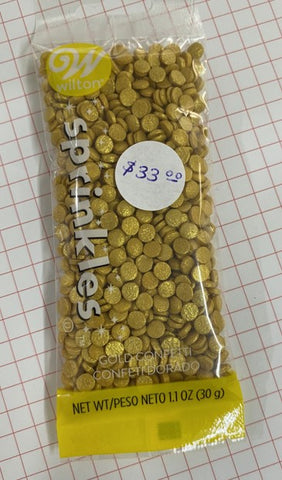 W
wilton
sprinkles
$33.00
GOLD CONFETTI
CONFETI DORADO
NET WT/PESO NETO 1.1 OZ (30 g)